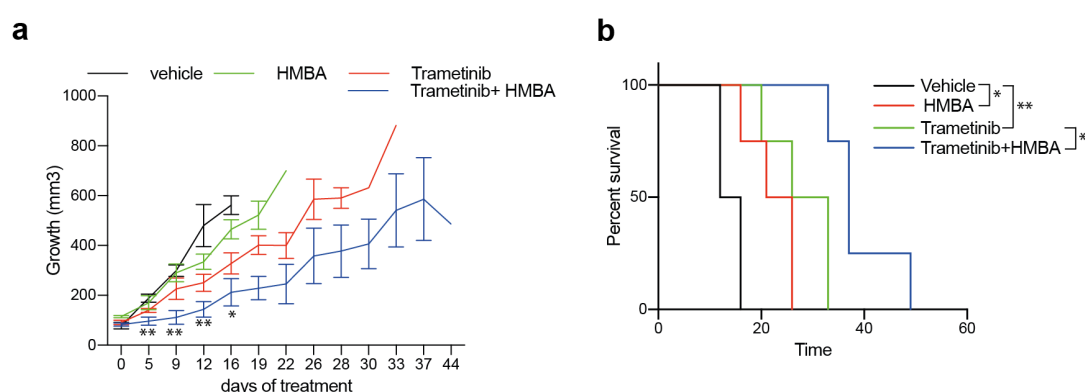 a
vehicle HMBA Trametinib
Trametinib+ HMBA
1000
800
600
400
200
0
Growth (mm3)
** ** ** *
0 5 9 12 16 19 22 26 28 30 33 37 44
days of treatment
b
100
50
0
Percent survival
Vehicle
HMBA
Trametinib
Trametinib+HMBA
*
**
*
0 20 40 60
Time